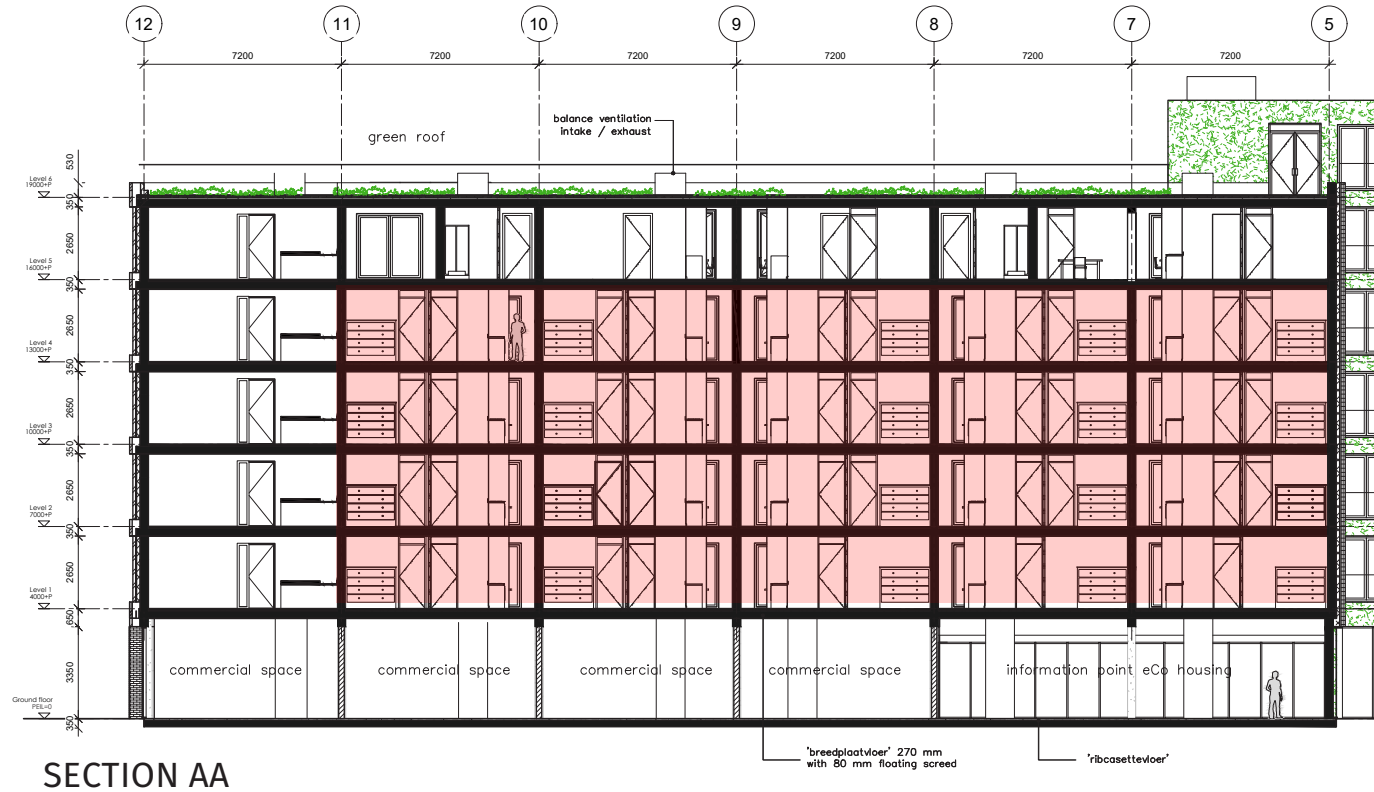 12 11 10 9 8 7 5
7200 7200 7200 7200 7200 7200
balance ventilation
intake / exhaust
green roof
530
Level 6
19000+P
350
2650
Level 5
16000+P
350
2650
Level 4
13000+P
350
2650
Level 3
10000+P
350
2650
Level 2
7000+P
350
2650
Level 1
4000+P
650
commercial space commercial space commercial space commercial space information point eCo housing
3350
Ground floor
PEIL=0
350
'breedplaatvloer' 270 mm
with 80 mm floating screed
'ribcasettevloer'
SECTION AA